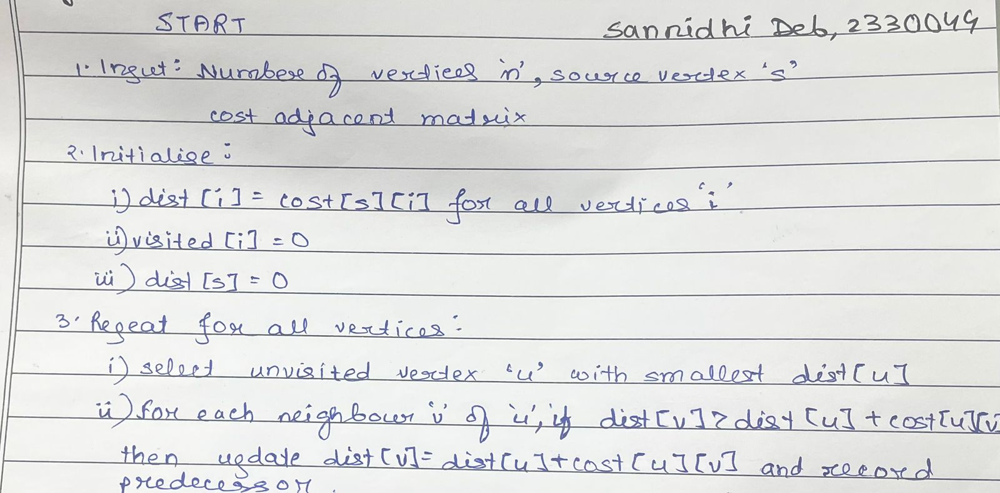 START
Sannidhi Deb, 2330049
1. Input: Number of vertices 'n', source vertex 's'
cost adjacent matrix
2. Initialise:
i) dist [i] = cost[s][i] for all vertices 'i'
ii) visited [i] = 0
iii) dist [s] = 0
3. Repeat for all vertices:
i) select unvisited vertex 'u' with smallest dist[u]
ii) for each neighbour 'v' of 'u', if dist[v] > dist [u] + cost[u][v
then update dist [v] = dist[u] + cost [u][v] and record
predecessor.